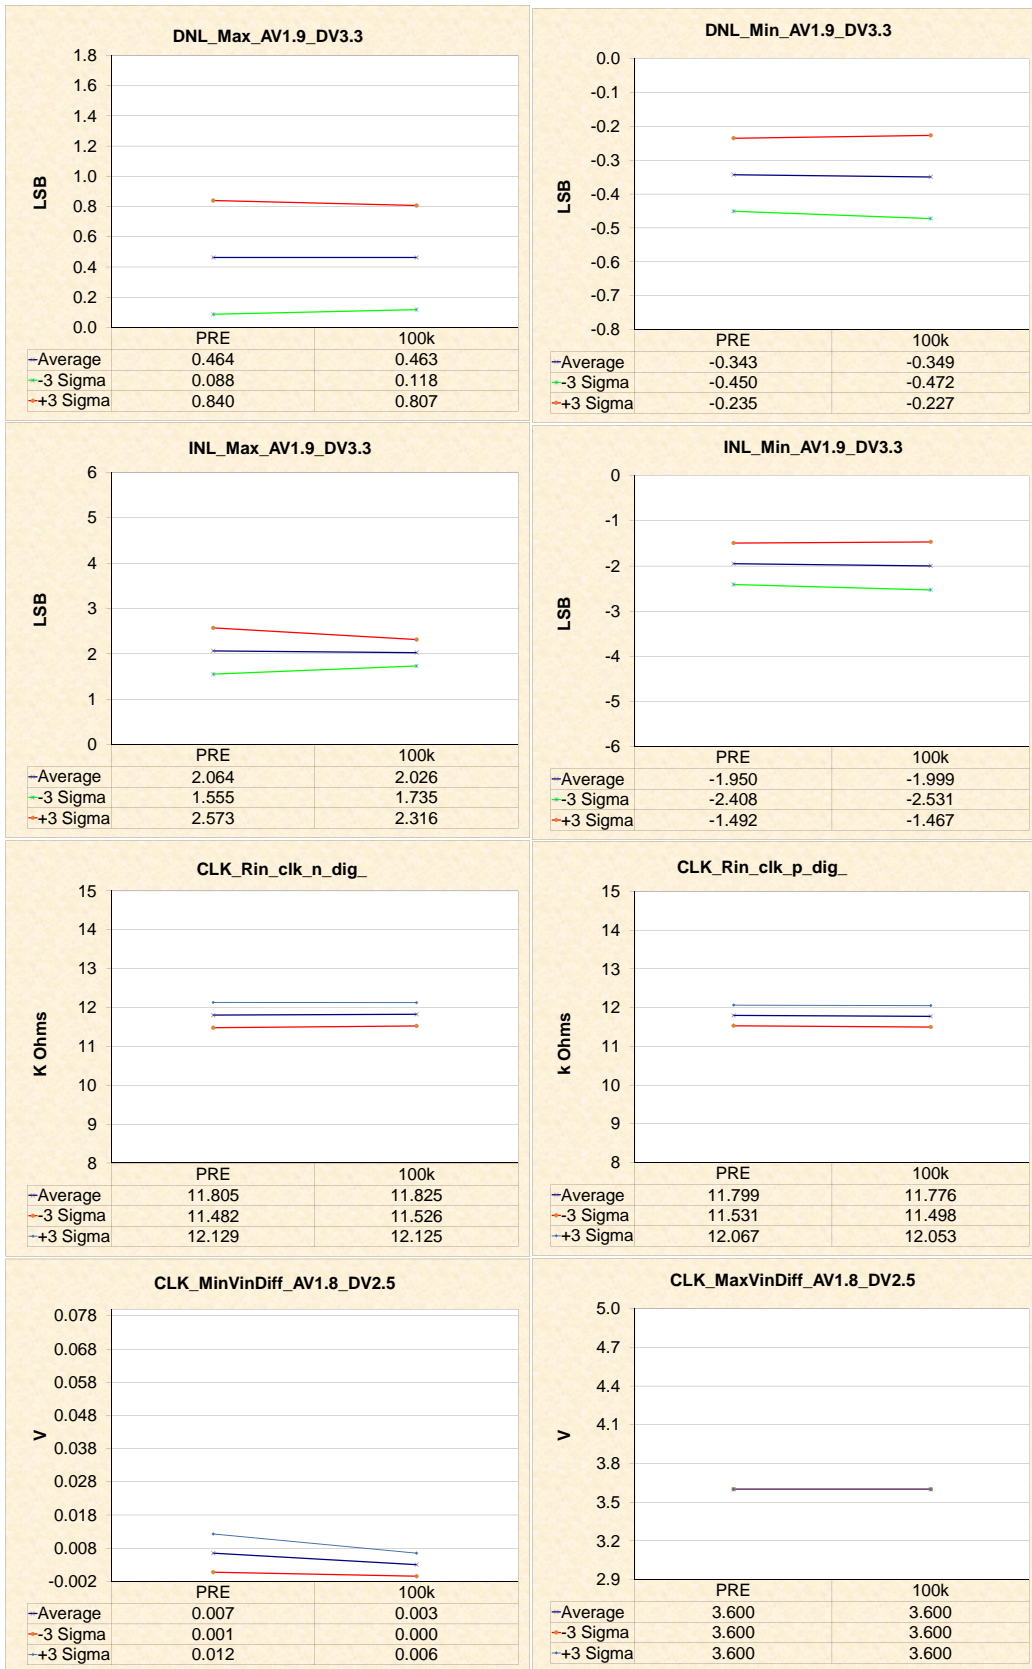 DNL_Max_AV1.9_DV3.3
1.8
1.6
1.4
1.2
1.0
0.8
0.6
0.4
0.2
0.0
LSB
PRE 100k
Average 0.464 0.463
-3 Sigma 0.088 0.118
+3 Sigma 0.840 0.807
DNL_Min_AV1.9_DV3.3
0.0
-0.1
-0.2
-0.3
-0.4
-0.5
-0.6
-0.7
-0.8
LSB
PRE 100k
Average -0.343 -0.349
-3 Sigma -0.450 -0.472
+3 Sigma -0.235 -0.227
INL_Max_AV1.9_DV3.3
6
5
4
3
2
1
0
LSB
PRE 100k
Average 2.064 2.026
-3 Sigma 1.555 1.735
+3 Sigma 2.573 2.316
INL_Min_AV1.9_DV3.3
0
-1
-2
-3
-4
-5
-6
LSB
PRE 100k
Average -1.950 -1.999
-3 Sigma -2.408 -2.531
+3 Sigma -1.492 -1.467
CLK_Rin_clk_n_dig_
15
14
13
12
11
10
9
8
K Ohms
PRE 100k
Average 11.805 11.825
-3 Sigma 11.482 11.526
+3 Sigma 12.129 12.125
CLK_Rin_clk_p_dig_
15
14
13
12
11
10
9
8
k Ohms
PRE 100k
Average 11.799 11.776
-3 Sigma 11.531 11.498
+3 Sigma 12.067 12.053
CLK_MinVinDiff_AV1.8_DV2.5
0.078
0.068
0.058
0.048
0.038
0.028
0.018
0.008
-0.002
V
PRE 100k
Average 0.007 0.003
-3 Sigma 0.001 0.000
+3 Sigma 0.012 0.006
CLK_MaxVinDiff_AV1.8_DV2.5
5.0
4.7
4.4
4.1
3.8
3.5
3.2
2.9
V
PRE 100k
Average 3.600 3.600
-3 Sigma 3.600 3.600
+3 Sigma 3.600 3.600